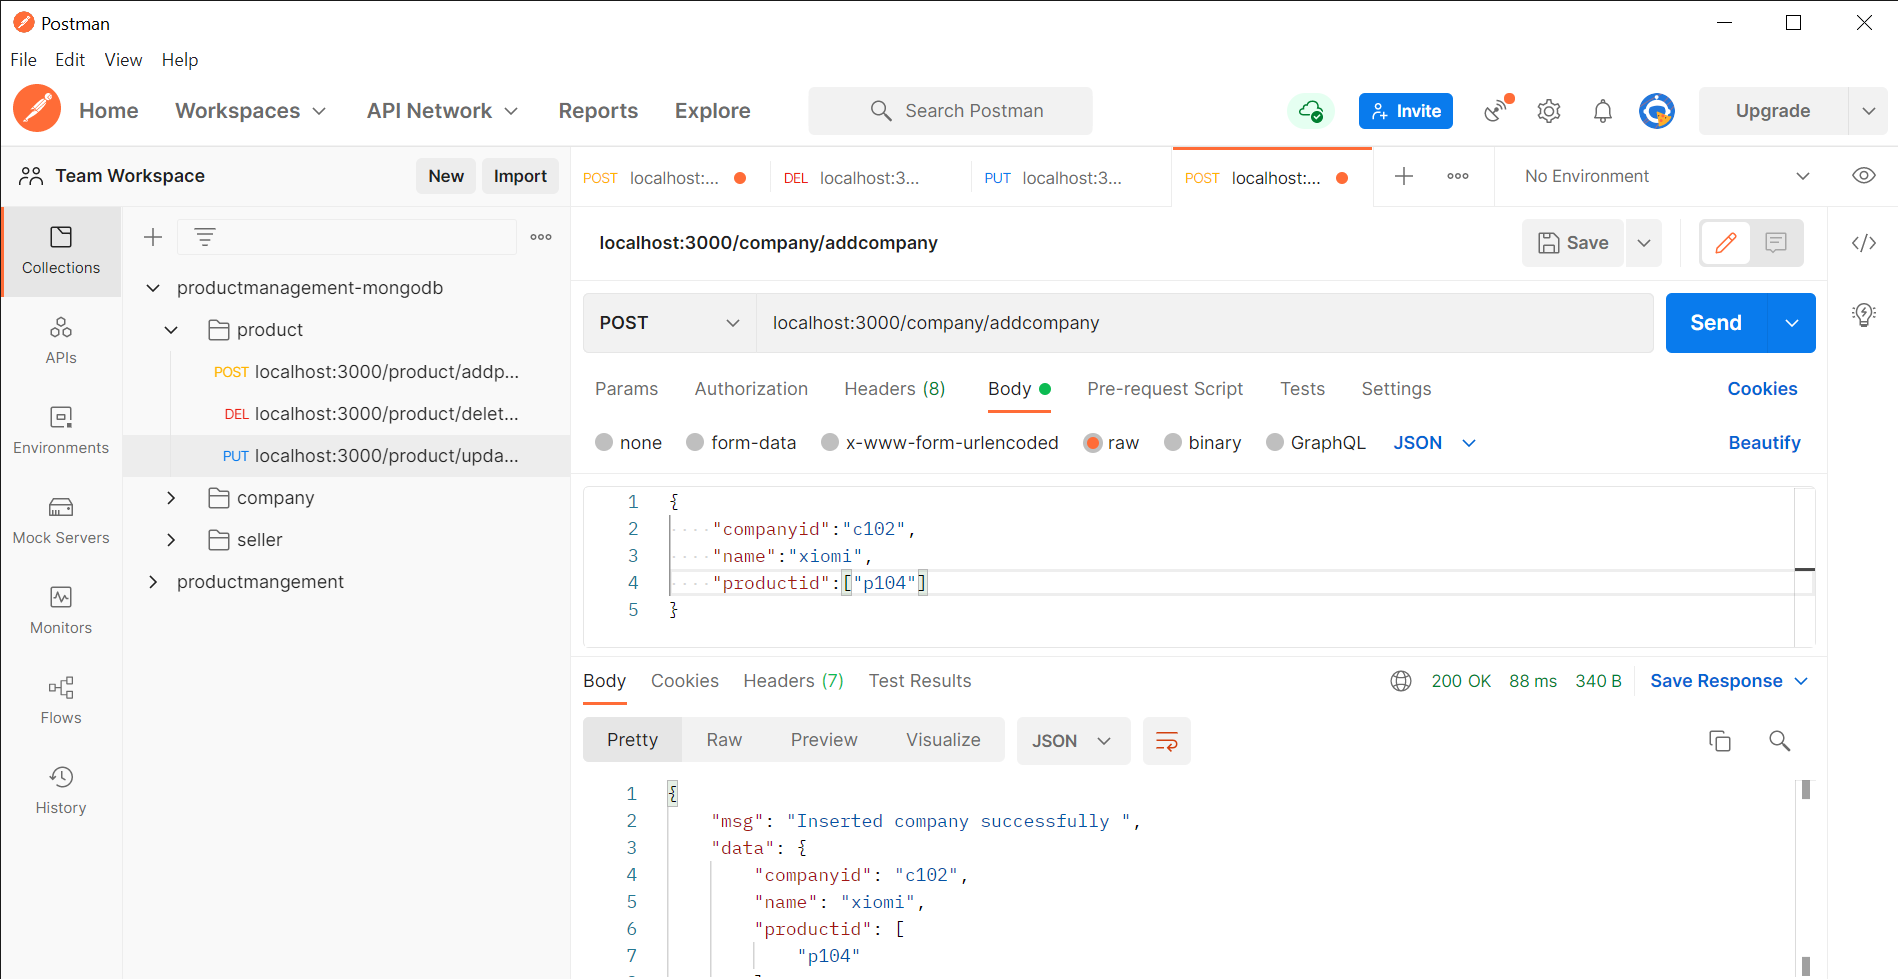 Postman
File Edit View Help
Home Workspaces API Network Reports Explore Search Postman Invite Upgrade
Team Workspace New Import POST localhost:... DEL localhost:3... PUT localhost:3... POST localhost:... No Environment
Collections
APIs
Environments
Mock Servers
Monitors
Flows
History
productmanagement-mongodb
product
POST localhost:3000/product/addp...
DEL localhost:3000/product/delet...
PUT localhost:3000/product/upda...
company
seller
productmangement
localhost:3000/company/addcompany Save
POST localhost:3000/company/addcompany Send
Params Authorization Headers (8) Body Pre-request Script Tests Settings Cookies
none form-data x-www-form-urlencoded raw binary GraphQL JSON Beautify
1 {
2 "companyid":"c102",
3 "name":"xiomi",
4 "productid":["p104"]
5 }
Body Cookies Headers (7) Test Results 200 OK 88 ms 340 B Save Response
Pretty Raw Preview Visualize JSON
1 {
2 "msg": "Inserted company successfully ",
3 "data": {
4 "companyid": "c102",
5 "name": "xiomi",
6 "productid": [
7 "p104"